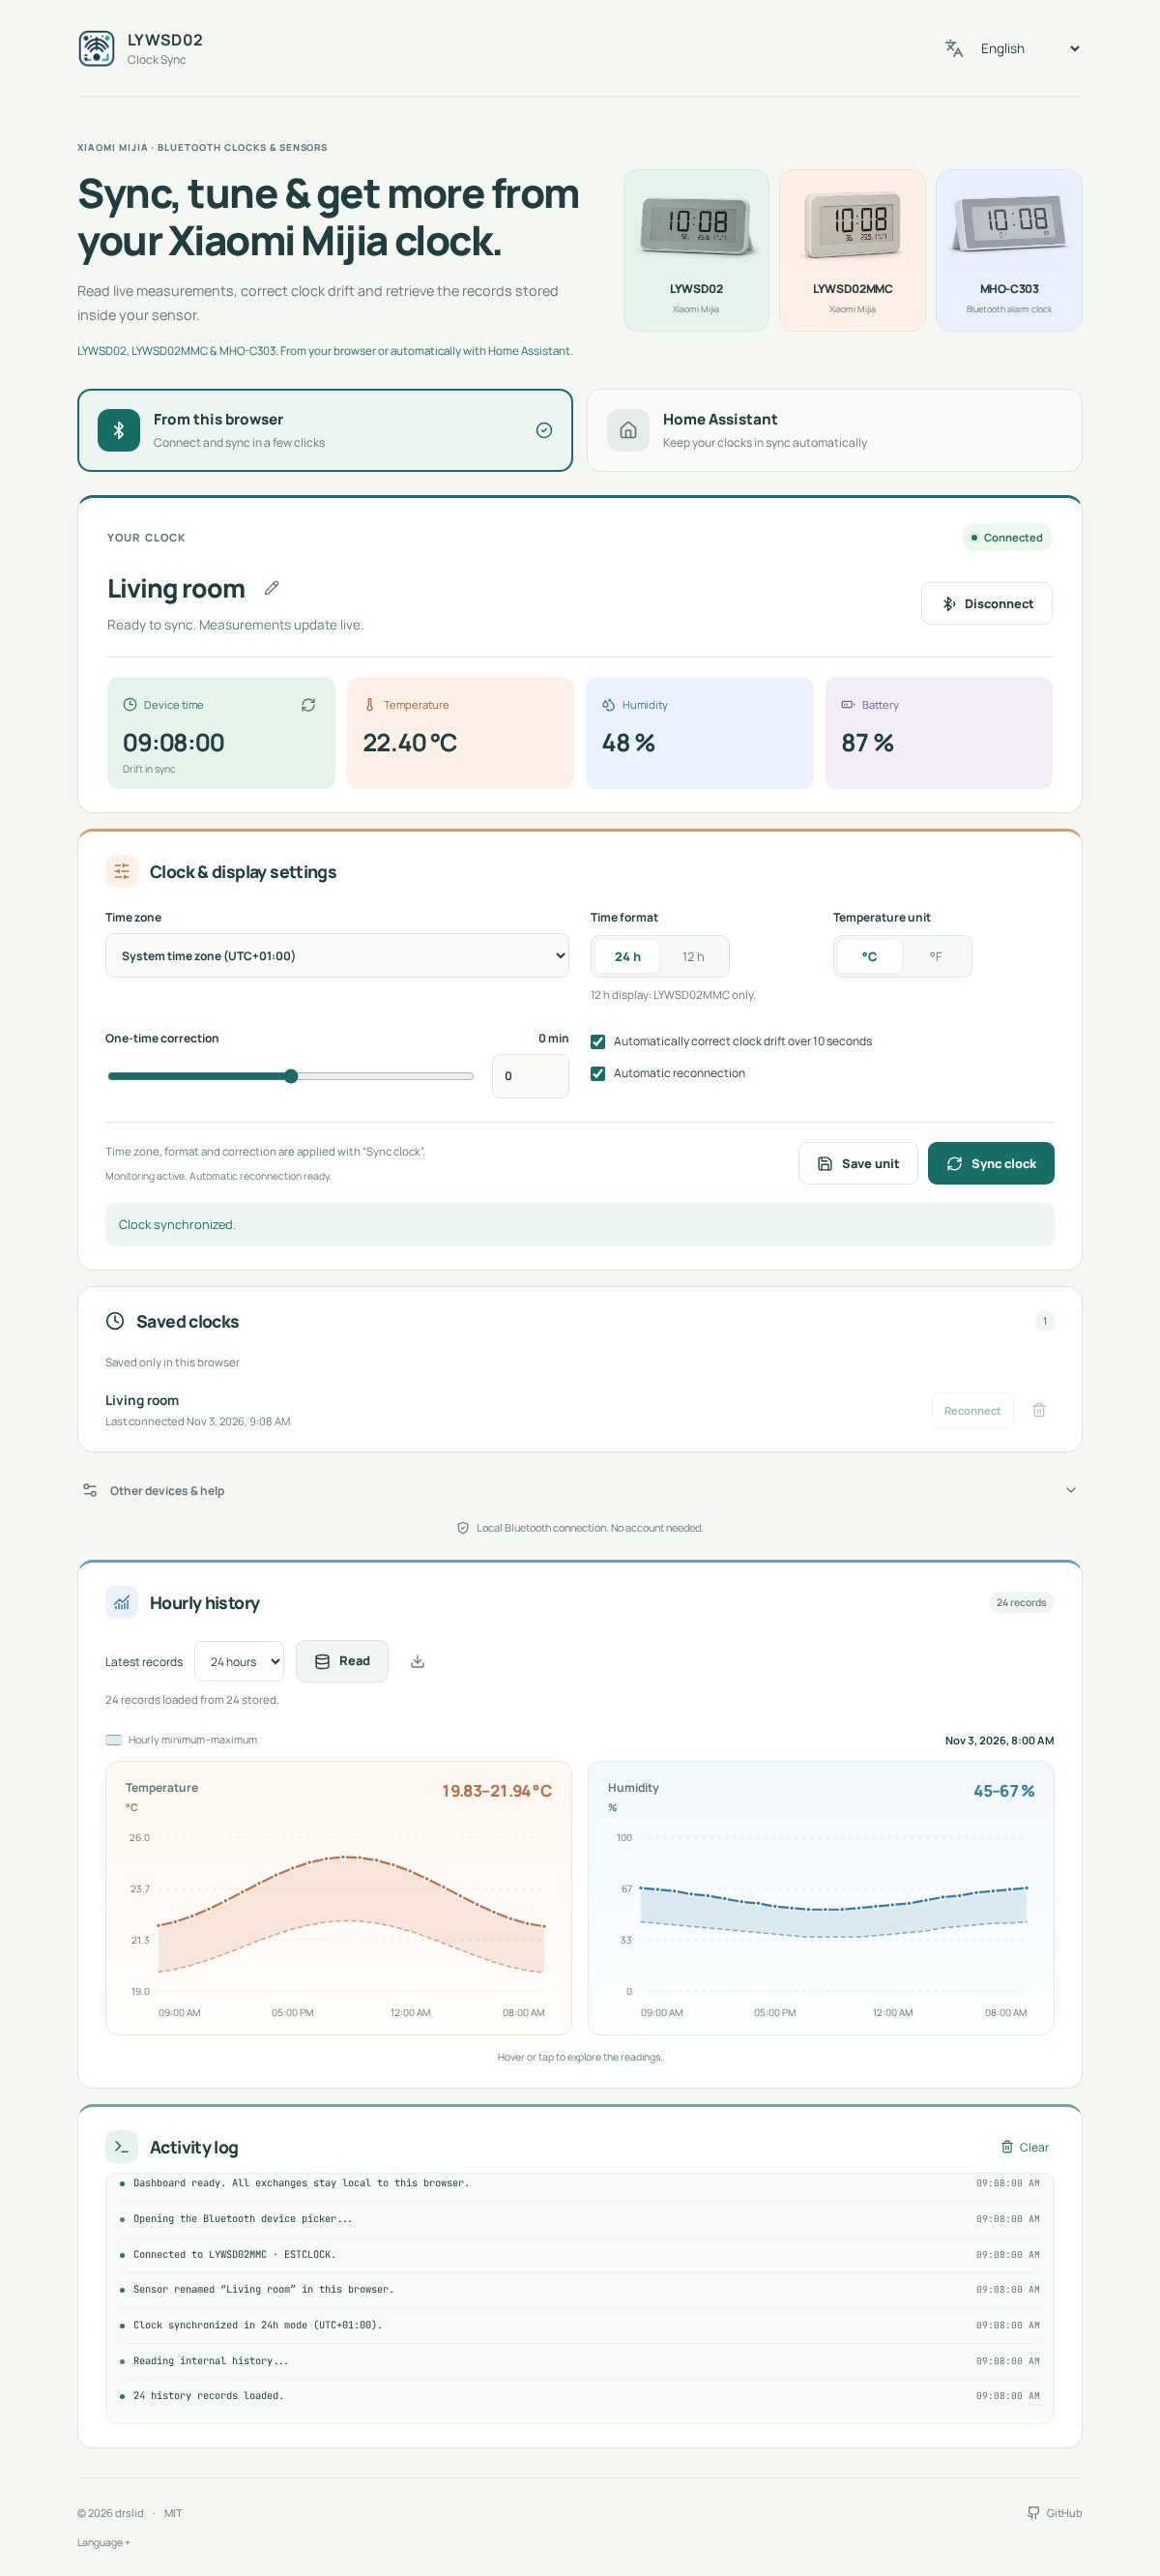 LYWSD02
Clock Sync
English
XIAOMI MIJIA · BLUETOOTH CLOCKS & SENSORS
Sync, tune & get more from
your Xiaomi Mijia clock.
Read live measurements, correct clock drift and retrieve the records stored
inside your sensor.
LYWSD02, LYWSD02MMC & MHO-C303. From your browser or automatically with Home Assistant.
10:08
LYWSD02
Xiaomi Mijia
10:08
LYWSD02MMC
Xiaomi Mijia
10:08
MHO-C303
Bluetooth alarm clock
From this browser
Connect and sync in a few clicks
Home Assistant
Keep your clocks in sync automatically
YOUR CLOCK
Connected
Living room
Ready to sync. Measurements update live.
Disconnect
Device time
09:08:00
Drift in sync
Temperature
22.40 °C
Humidity
48 %
Battery
87 %
Clock & display settings
Time zone
System time zone (UTC+01:00)
Time format
24 h
12 h
12 h display: LYWSD02MMC only.
Temperature unit
°C
°F
One-time correction
0 min
0
Automatically correct clock drift over 10 seconds
Automatic reconnection
Time zone, format and correction are applied with “Sync clock”.
Monitoring active. Automatic reconnection ready.
Save unit
Sync clock
Clock synchronized.
Saved clocks
1
Saved only in this browser
Living room
Last connected Nov 3, 2026, 9:08 AM
Reconnect
Other devices & help
Local Bluetooth connection. No account needed.
Hourly history
24 records
Latest records
24 hours
Read
24 records loaded from 24 stored.
Hourly minimum–maximum
Nov 3, 2026, 8:00 AM
Temperature
°C
19.83–21.94 °C
26.0
23.7
21.3
19.0
09:00 AM
05:00 PM
12:00 AM
08:00 AM
Humidity
%
45–67 %
100
67
33
0
09:00 AM
05:00 PM
12:00 AM
08:00 AM
Hover or tap to explore the readings.
Activity log
Clear
Dashboard ready. All exchanges stay local to this browser. 09:08:00 AM
Opening the Bluetooth device picker... 09:08:00 AM
Connected to LYWSD02MMC · ESTCLOCK. 09:08:00 AM
Sensor renamed “Living room” in this browser. 09:08:00 AM
Clock synchronized in 24h mode (UTC+01:00). 09:08:00 AM
Reading internal history... 09:08:00 AM
24 history records loaded. 09:08:00 AM
© 2026 drslid · MIT
GitHub
Language +